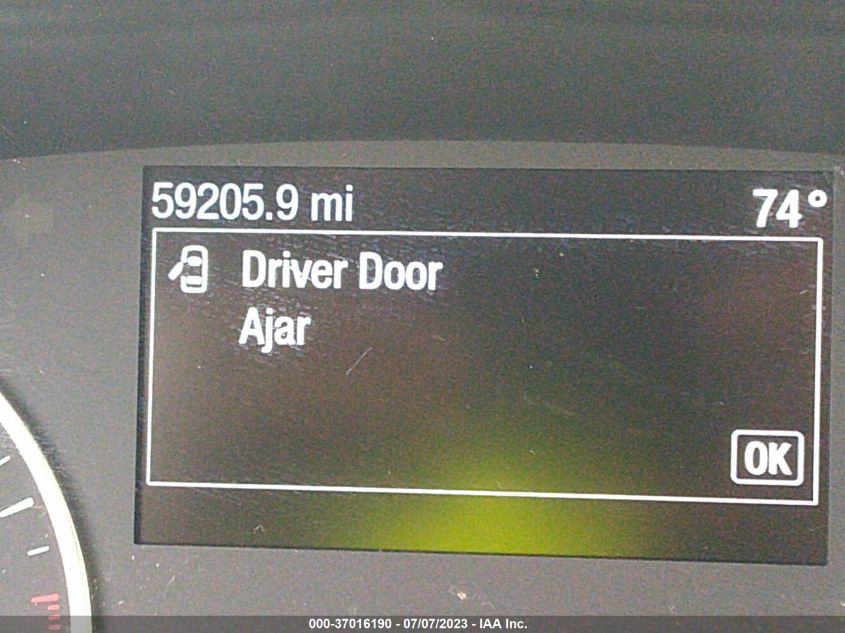 59205.9 mi 74°
Driver Door
Ajar
OK
000-37016190 - 07/07/2023 - IAA Inc.